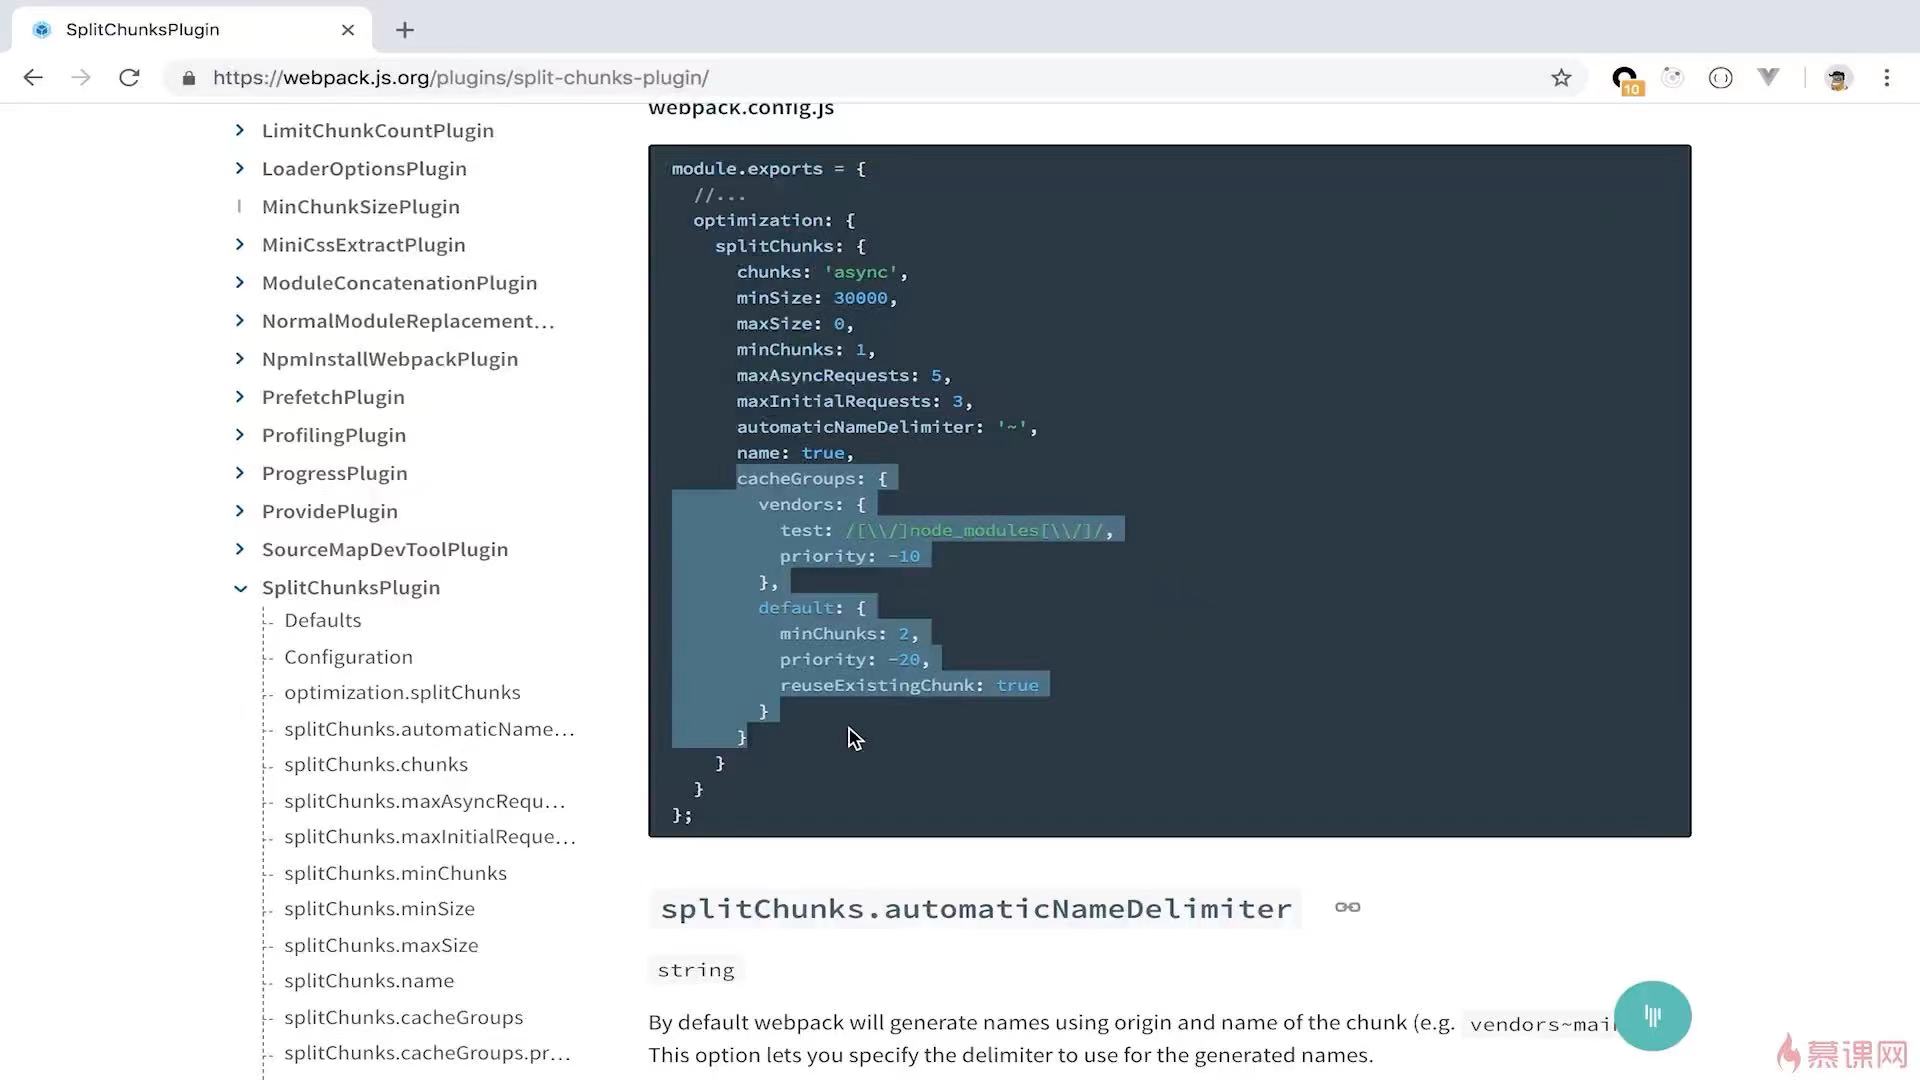 SplitChunksPlugin
https://webpack.js.org/plugins/split-chunks-plugin/
10
LimitChunkCountPlugin
LoaderOptionsPlugin
MinChunkSizePlugin
MiniCssExtractPlugin
ModuleConcatenationPlugin
NormalModuleReplacement...
NpmInstallWebpackPlugin
PrefetchPlugin
ProfilingPlugin
ProgressPlugin
ProvidePlugin
SourceMapDevToolPlugin
SplitChunksPlugin
Defaults
Configuration
optimization.splitChunks
splitChunks.automaticName...
splitChunks.chunks
splitChunks.maxAsyncRequ...
splitChunks.maxInitialReque...
splitChunks.minChunks
splitChunks.minSize
splitChunks.maxSize
splitChunks.name
splitChunks.cacheGroups
splitChunks.cacheGroups.pr...
webpack.config.js
module.exports = {
//...
optimization: {
splitChunks: {
chunks: 'async',
minSize: 30000,
maxSize: 0,
minChunks: 1,
maxAsyncRequests: 5,
maxInitialRequests: 3,
automaticNameDelimiter: '~',
name: true,
cacheGroups: {
vendors: {
test: /[\\/]node_modules[\\/]/,
priority: -10
},
default: {
minChunks: 2,
priority: -20,
reuseExistingChunk: true
}
}
}
}
};
splitChunks.automaticNameDelimiter
string
By default webpack will generate names using origin and name of the chunk (e.g. vendors~mai
This option lets you specify the delimiter to use for the generated names.
慕课网